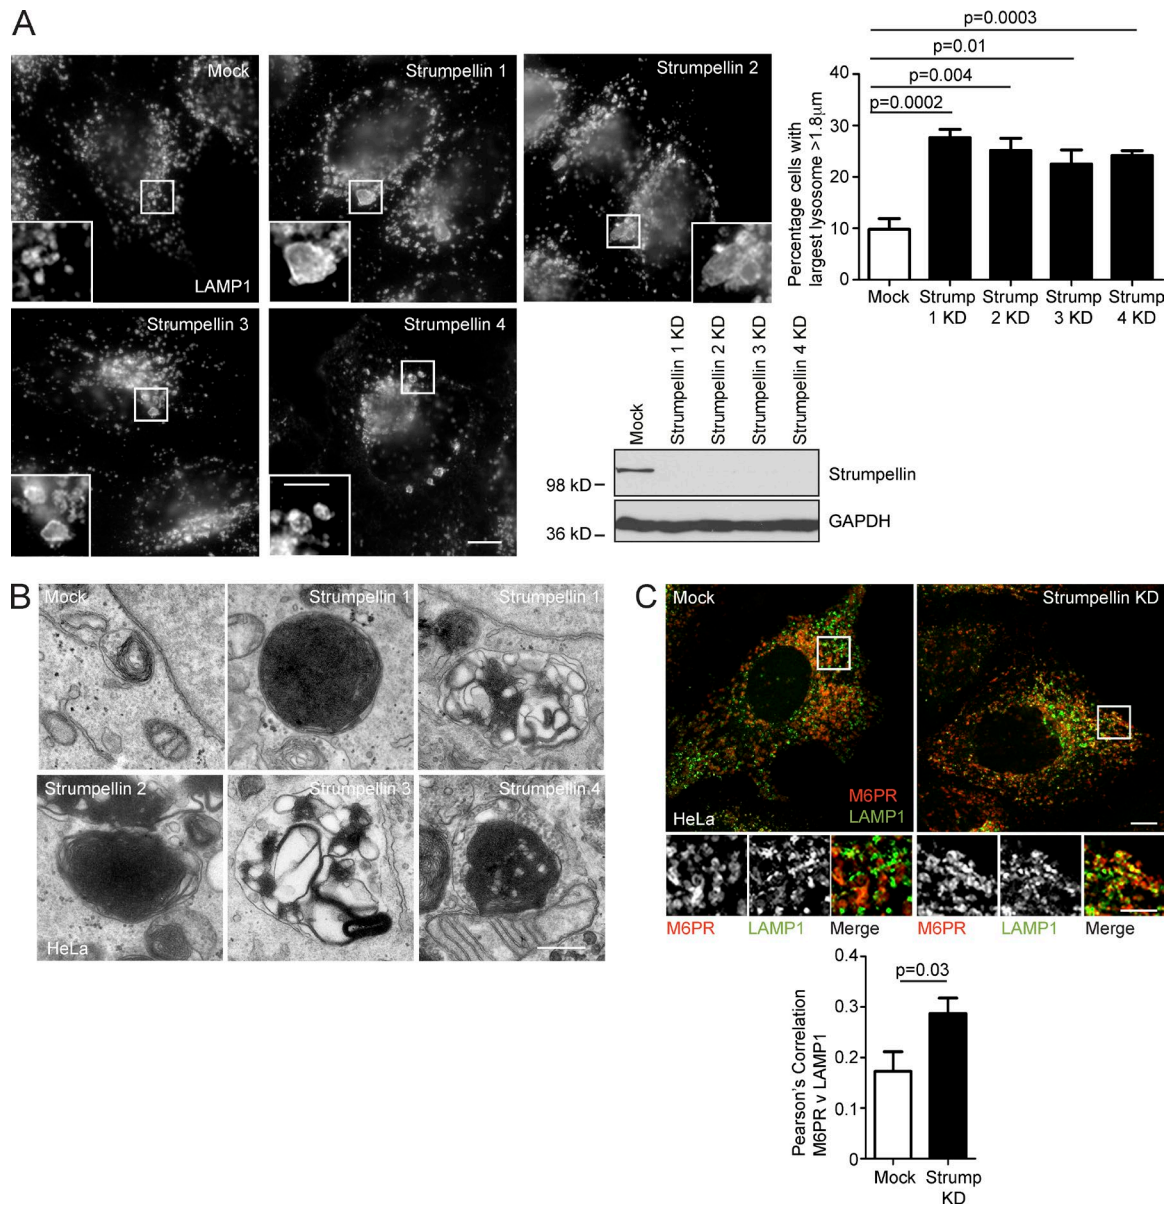 A
Mock
LAMP1
Strumpellin 1
Strumpellin 2
Strumpellin 3
Strumpellin 4
p=0.0003
p=0.01
p=0.004
p=0.0002
Percentage cells with
largest lysosome >1.8μm
40
30
20
10
0
Mock
Strump
1 KD
Strump
2 KD
Strump
3 KD
Strump
4 KD
Mock
Strumpellin 1 KD
Strumpellin 2 KD
Strumpellin 3 KD
Strumpellin 4 KD
98 kD
Strumpellin
36 kD
GAPDH
B
Mock
Strumpellin 1
Strumpellin 1
Strumpellin 2
HeLa
Strumpellin 3
Strumpellin 4
C
Mock
M6PR
LAMP1
HeLa
Strumpellin KD
M6PR
LAMP1
Merge
M6PR
LAMP1
Merge
p=0.03
Pearson's Correlation
M6PR v LAMP1
0.4
0.3
0.2
0.1
0
Mock
Strump
KD